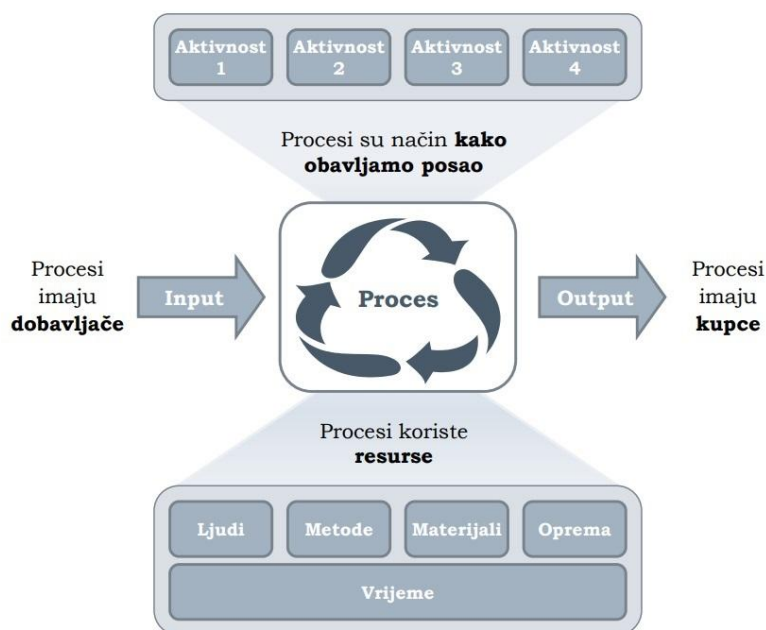 Aktivnost
1
Aktivnost
2
Aktivnost
3
Aktivnost
4
Procesi su način kako
obavljamo posao
Procesi
imaju
dobavljače
Input
Proces
Output
Procesi
imaju
kupce
Procesi koriste
resurse
Ljudi
Metode
Materijali
Oprema
Vrijeme